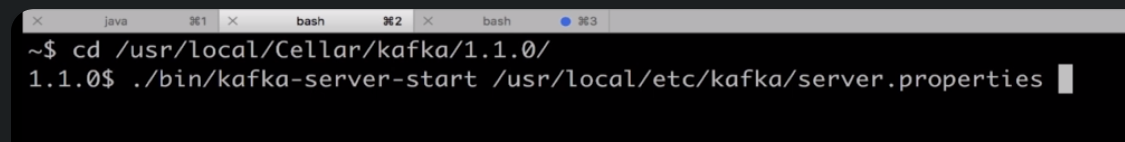 java ⌘1 bash ⌘2 bash ⌘3
~$ cd /usr/local/Cellar/kafka/1.1.0/
1.1.0$ ./bin/kafka-server-start /usr/local/etc/kafka/server.properties